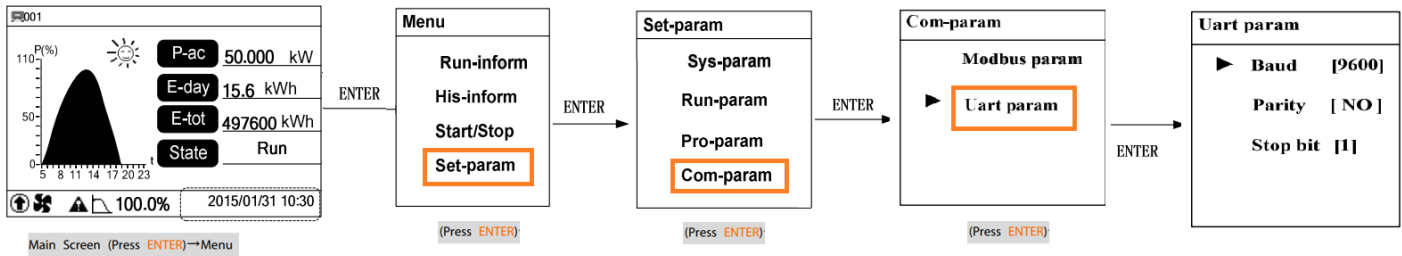 001
P(%)
110
50
0
5 8 11 14 17 20 23
t
P-ac 50.000 kW
E-day 15.6 kWh
E-tot 497600 kWh
State Run
100.0%
2015/01/31 10:30
Main Screen (Press ENTER)→Menu
ENTER
Menu
Run-inform
His-inform
Start/Stop
Set-param
(Press ENTER)
ENTER
Set-param
Sys-param
Run-param
Pro-param
Com-param
(Press ENTER)
ENTER
Com-param
Modbus param
Uart param
(Press ENTER)
ENTER
Uart param
Baud [9600]
Parity [ NO ]
Stop bit [1]